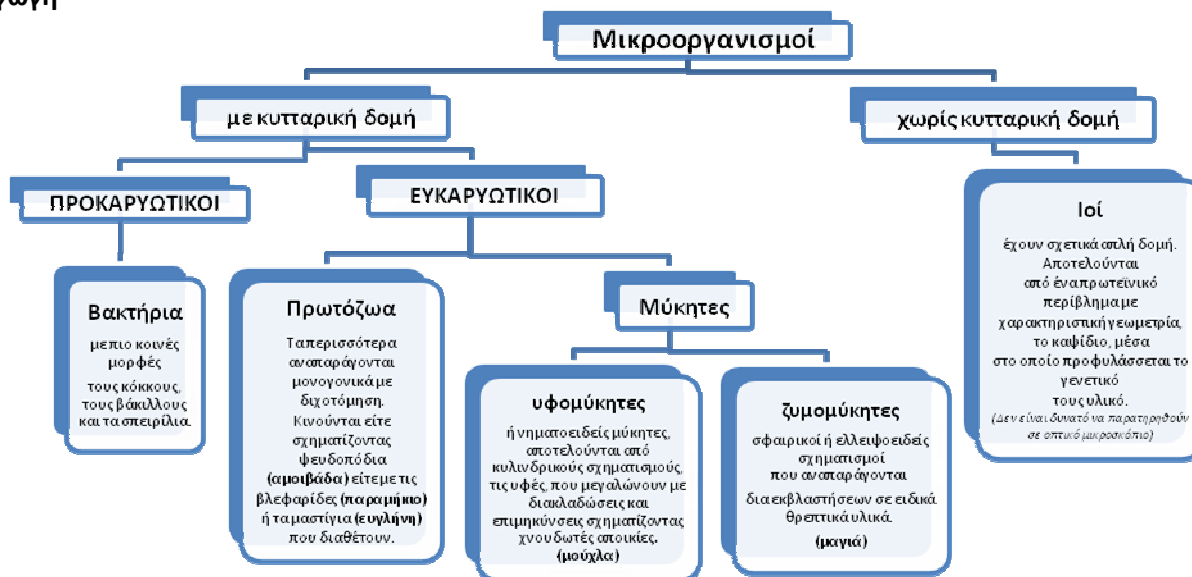 Μικροοργανισμοί
με κυτταρική δομή
χωρίς κυτταρική δομή
ΠΡΟΚΑΡΥΩΤΙΚΟΙ
ΕΥΚΑΡΥΩΤΙΚΟΙ
Βακτήρια
με πιο κοινές
μορφές
τους κόκκους,
τους βάκιλλους
και τα σπειρίλια.
Πρωτόζωα
Τα περισσότερα
αναπαράγονται
μονογονικά με
διχοτόμηση.
Κινούνται είτε
σχηματίζοντας
ψευδοπόδια
(αμοιβάδα) είτε με τις
βλεφαρίδες (παραμήκιο)
ή τα μαστίγια (ευγλήνη)
που διαθέτουν.
Μύκητες
υφομύκητες
ή νηματοειδείς μύκητες,
αποτελούνται από
κυλινδρικούς σχηματισμούς,
τις υφές, που μεγαλώνουν με
διακλαδώσεις και
επιμηκύνσεις σχηματίζοντας
χνουδωτές αποικίες.
(μούχλα)
ζυμομύκητες
σφαιρικοί ή ελλειψοειδείς
σχηματισμοί
που αναπαράγονται
δια εκβλαστήσεων σε ειδικά
θρεπτικά υλικά.
(μαγιά)
Ιοί
έχουν σχετικά απλή δομή.
Αποτελούνται
από ένα πρωτεϊνικό
περίβλημα με
χαρακτηριστική γεωμετρία,
το καψίδιο, μέσα
στο οποίο προφυλάσσεται το
γενετικό
τους υλικό.
(Δεν είναι δυνατό να παρατηρηθούν
σε οπτικό μικροσκόπιο)